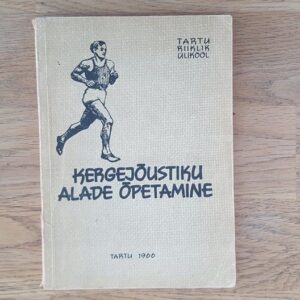 TARTU
RIIKLIK
ÜLIKOOL
KERGEJÕUSTIKU
ALADE ÕPETAMINE
TARTU 1960